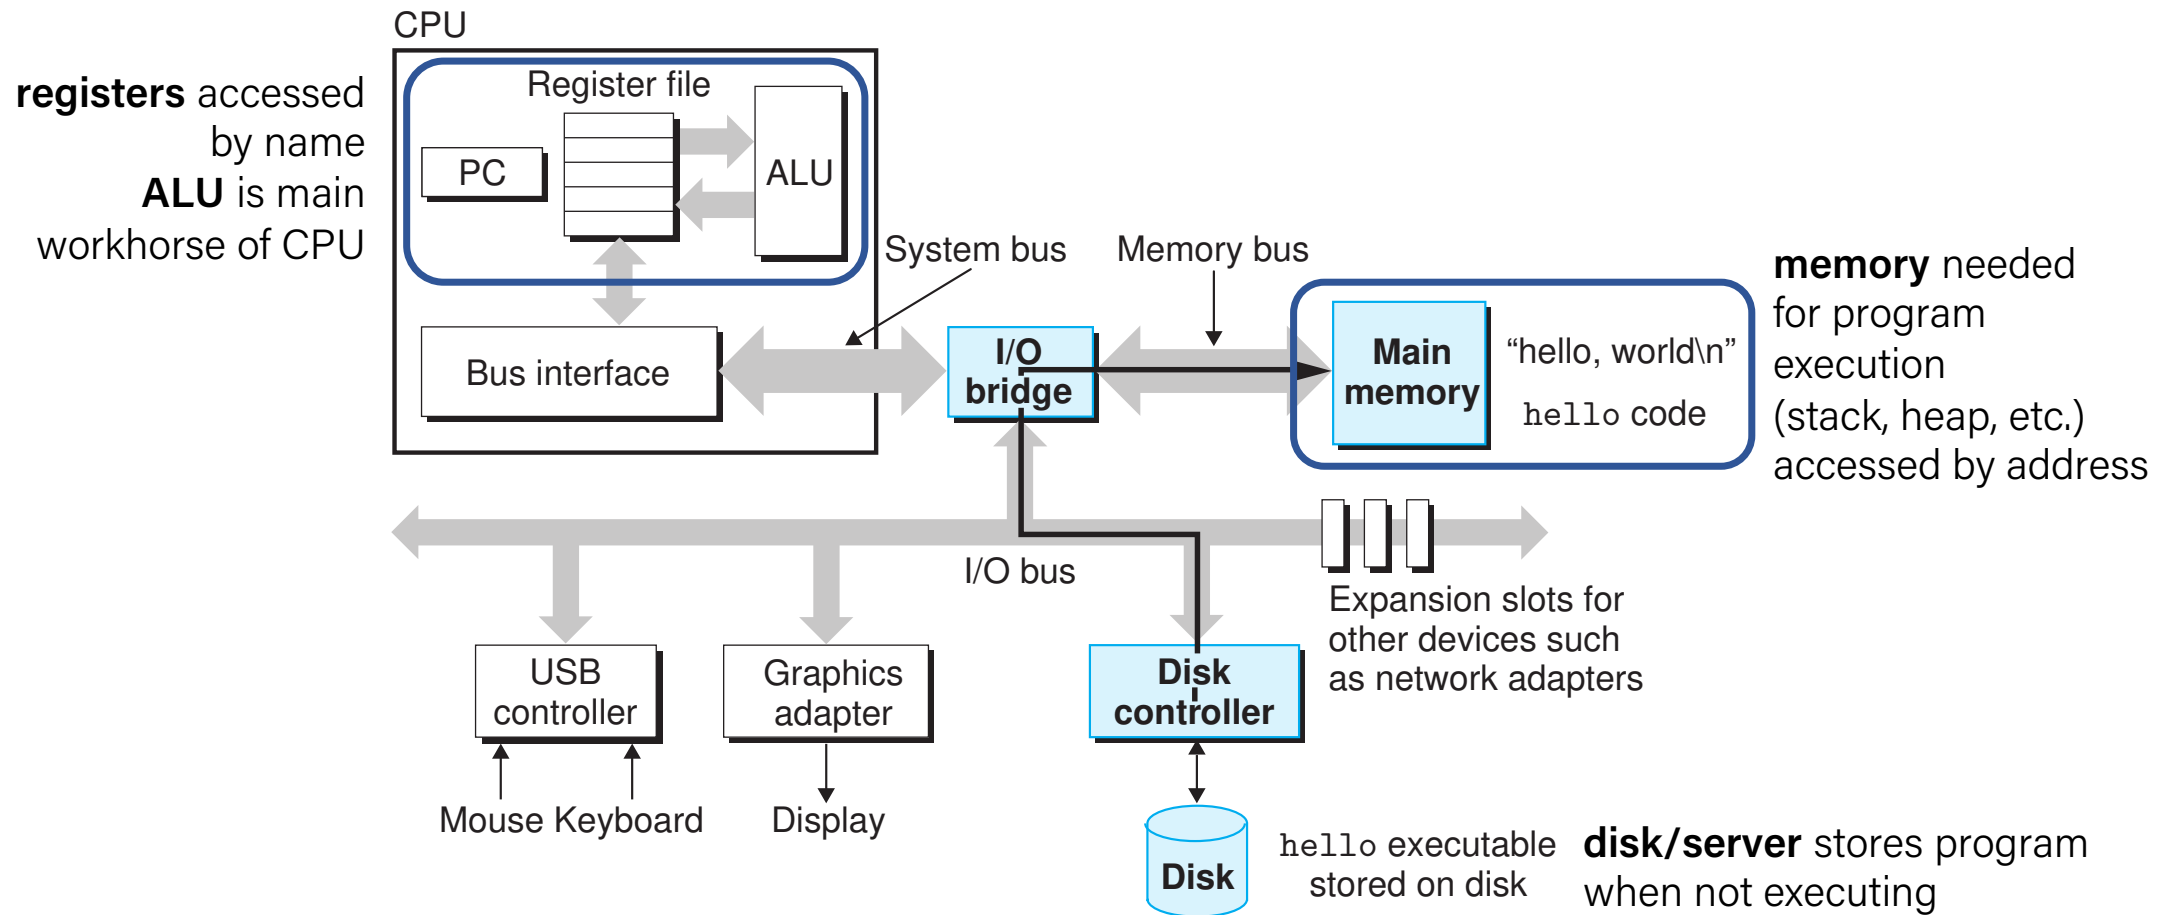 CPU
registers accessed
by name
ALU is main
workhorse of CPU
Register file
PC
ALU
System bus
Memory bus
Bus interface
I/O
bridge
Main
memory
“hello, world\n”
hello code
memory needed
for program
execution
(stack, heap, etc.)
accessed by address
I/O bus
Expansion slots for
other devices such
as network adapters
USB
controller
Graphics
adapter
Disk
controller
Mouse Keyboard
Display
Disk
hello executable
stored on disk
disk/server stores program
when not executing